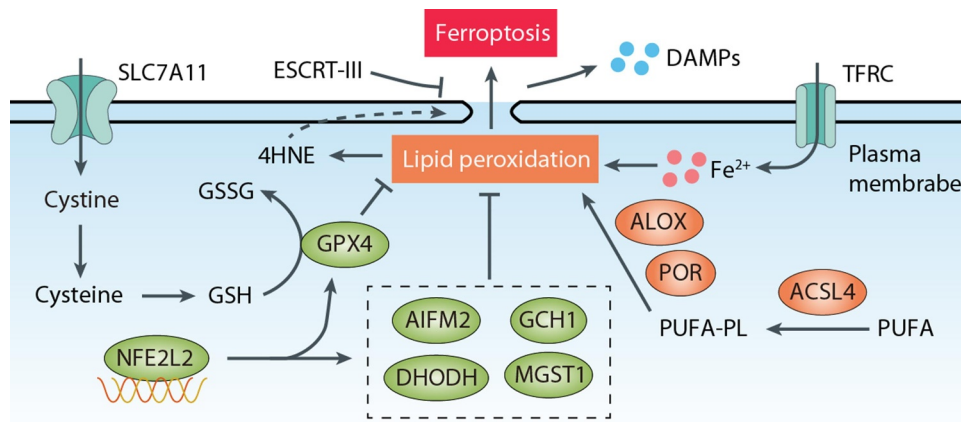 Ferroptosis
SLC7A11
ESCRT-III
DAMPs
TFRC
4HNE
Lipid peroxidation
Fe2+
Plasma
membrabe
GSSG
Cystine
ALOX
GPX4
POR
Cysteine
GSH
ACSL4
AIFM2
GCH1
PUFA-PL
PUFA
NFE2L2
DHODH
MGST1